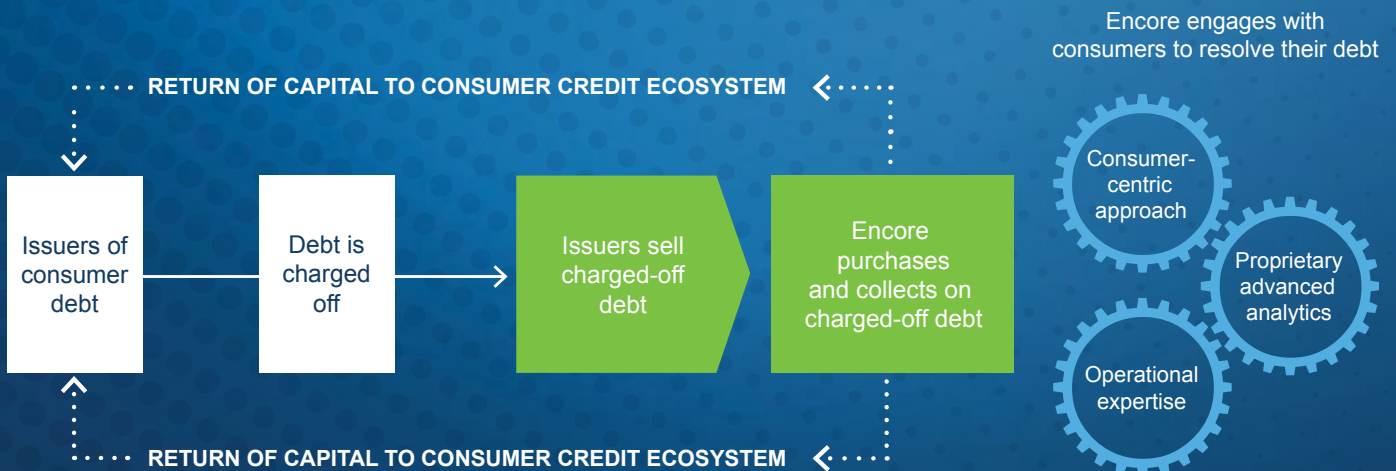 Encore engages with
consumers to resolve their debt
RETURN OF CAPITAL TO CONSUMER CREDIT ECOSYSTEM
Issuers of
consumer
debt
Debt is
charged
off
Issuers sell
charged-off
debt
Encore
purchases
and collects on
charged-off debt
Consumer-
centric
approach
Proprietary
advanced
analytics
Operational
expertise
RETURN OF CAPITAL TO CONSUMER CREDIT ECOSYSTEM